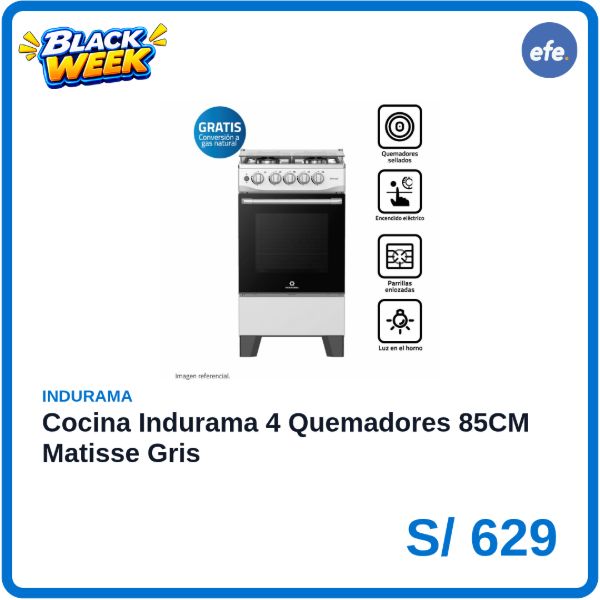 BLACK
WEEK
efe.
GRATIS
Conversión a
gas natural
Quemadores
sellados
Encendido eléctrico
Parrillas
enlozadas
Luz en el horno
Imagen referencial.
INDURAMA
Cocina Indurama 4 Quemadores 85CM
Matisse Gris
S/ 629